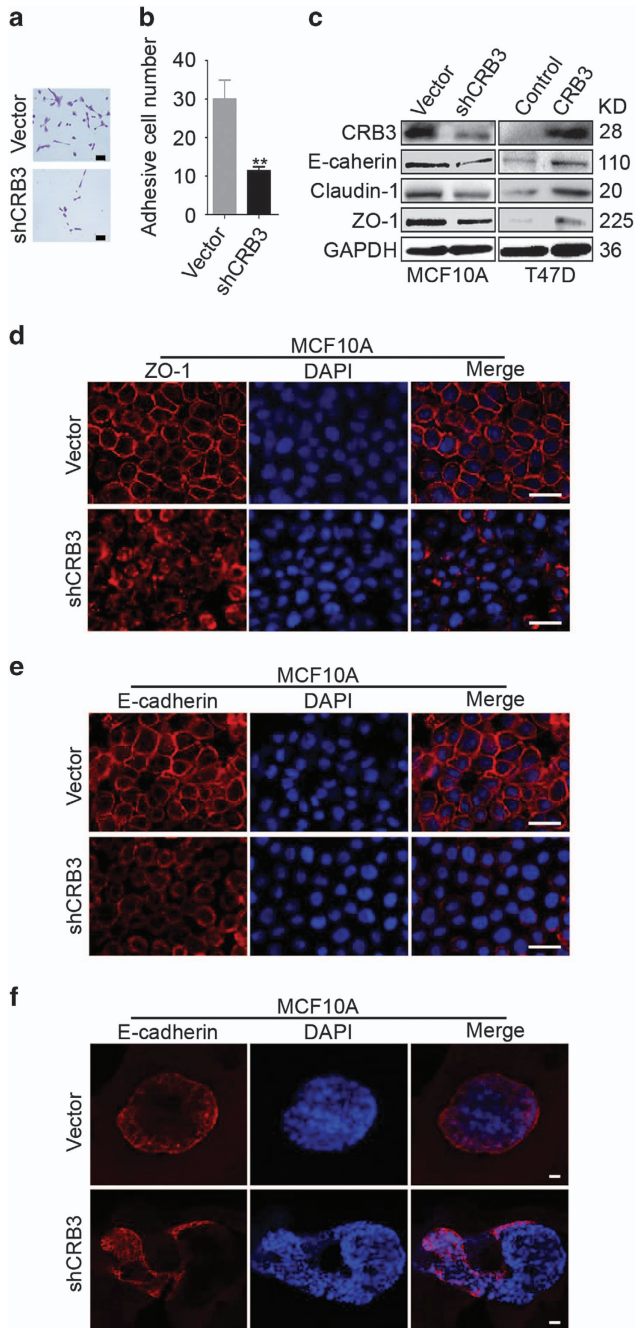 a
Vector
shCRB3
b
Adhesive cell number
40
30
20
10
0
**
Vector
shCRB3
c
Vector shCRB3 Control CRB3 KD
CRB3 28
E-caherin 110
Claudin-1 20
ZO-1 225
GAPDH 36
MCF10A T47D
d
MCF10A
ZO-1 DAPI Merge
Vector
shCRB3
e
MCF10A
E-cadherin DAPI Merge
Vector
shCRB3
f
MCF10A
E-cadherin DAPI Merge
Vector
shCRB3